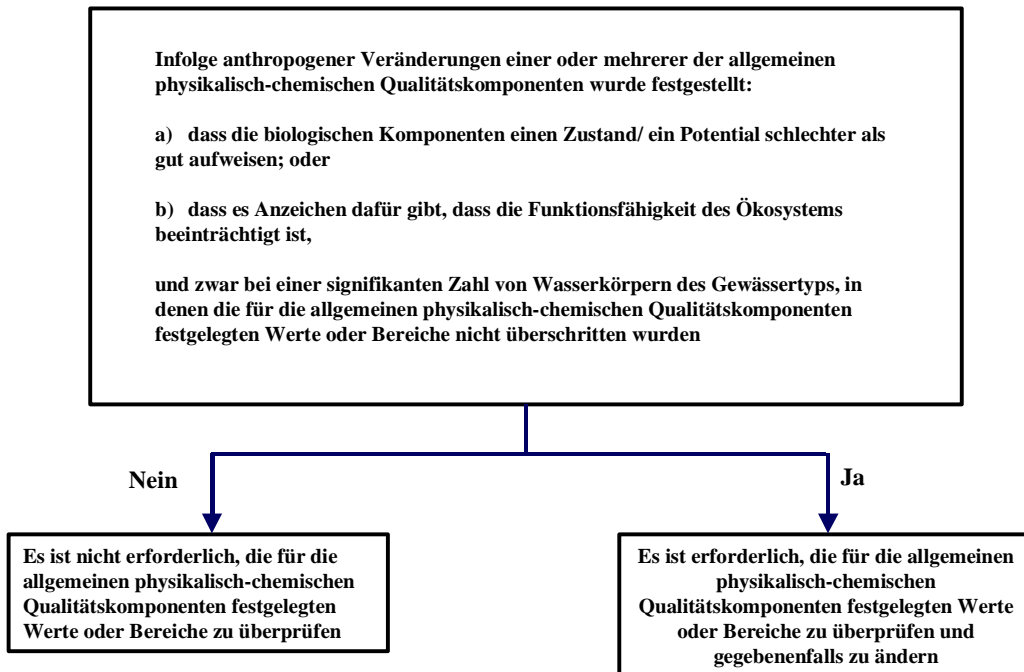 Infolge anthropogener Veränderungen einer oder mehrerer der allgemeinen
physikalisch-chemischen Qualitätskomponenten wurde festgestellt:
a) dass die biologischen Komponenten einen Zustand/ ein Potential schlechter als
gut aufweisen; oder
b) dass es Anzeichen dafür gibt, dass die Funktionsfähigkeit des Ökosystems
beeinträchtigt ist,
und zwar bei einer signifikanten Zahl von Wasserkörpern des Gewässertyps, in
denen die für die allgemeinen physikalisch-chemischen Qualitätskomponenten
festgelegten Werte oder Bereiche nicht überschritten wurden
Nein
Ja
Es ist nicht erforderlich, die für die
allgemeinen physikalisch-chemischen
Qualitätskomponenten festgelegten
Werte oder Bereiche zu überprüfen
Es ist erforderlich, die für die allgemeinen
physikalisch-chemischen
Qualitätskomponenten festgelegten Werte
oder Bereiche zu überprüfen und
gegebenenfalls zu ändern